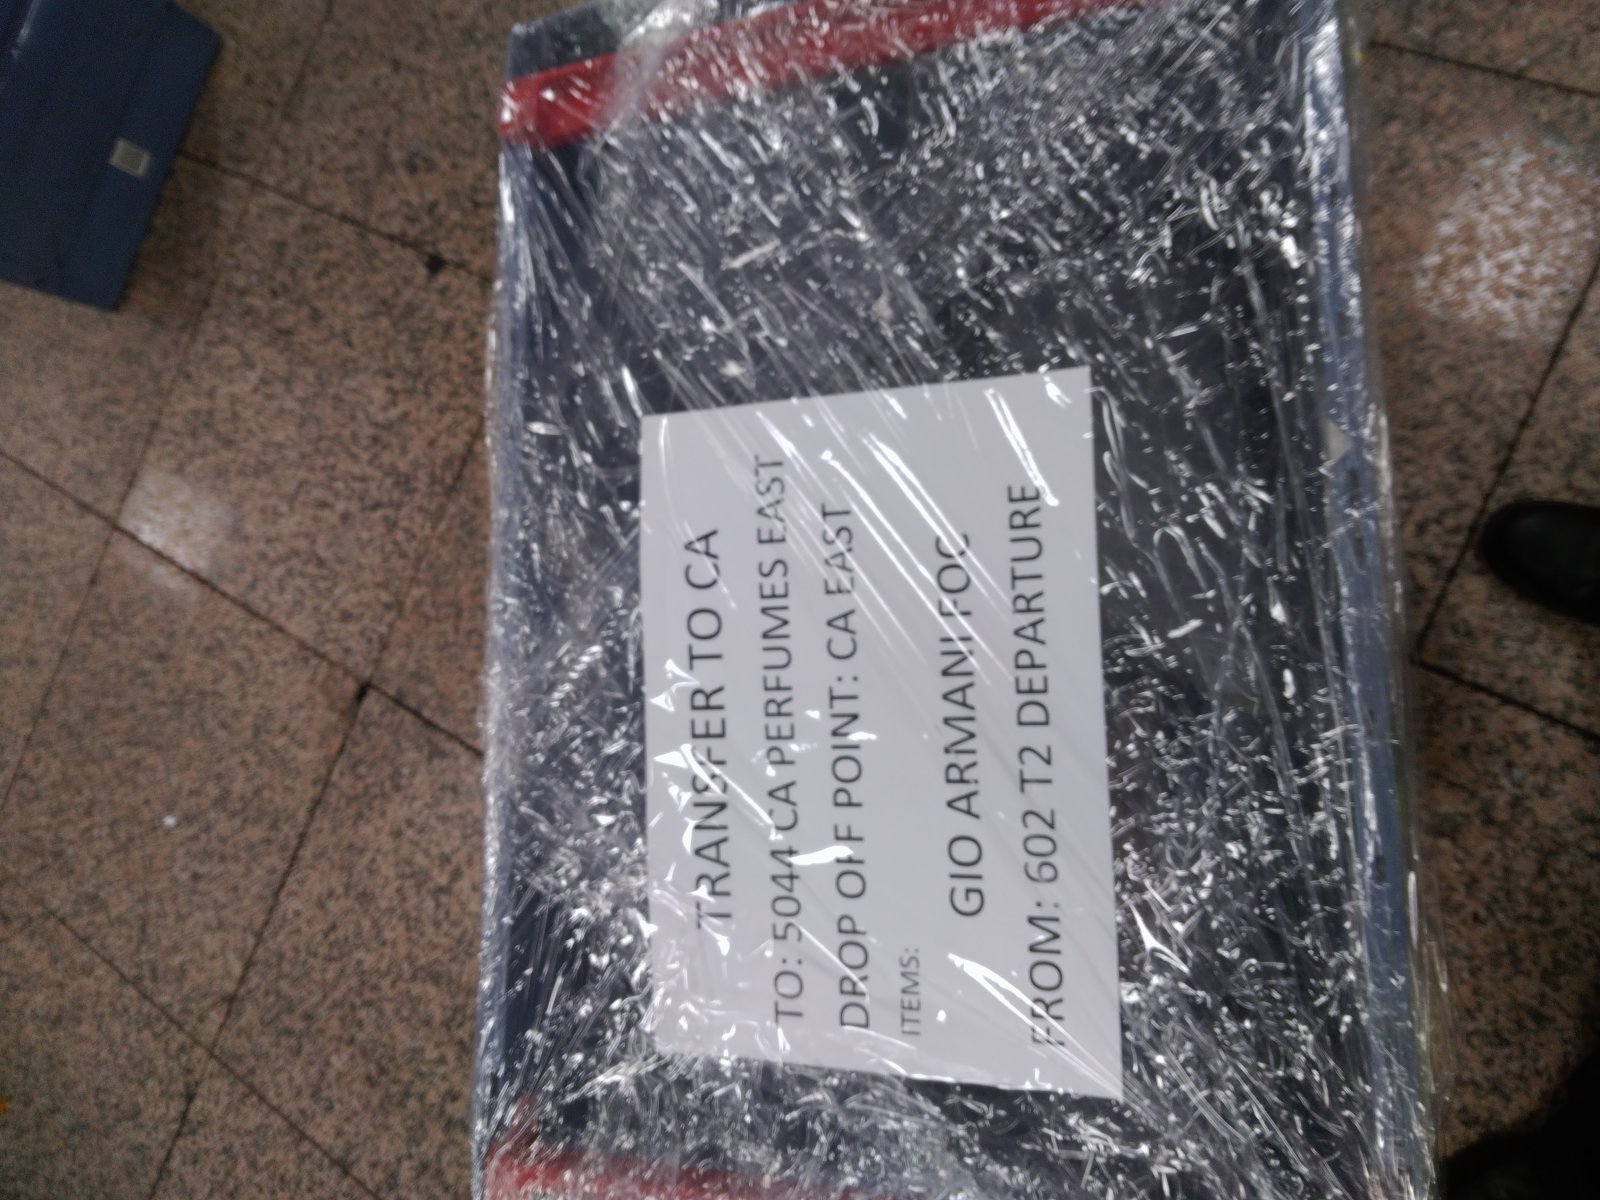 TRANSFER TO CA
TO: 5044 CA PERFUMES EAST
DROP OFF POINT: CA EAST
ITEMS:
GIO ARMANI FOC
FROM: 602 T2 DEPARTURE